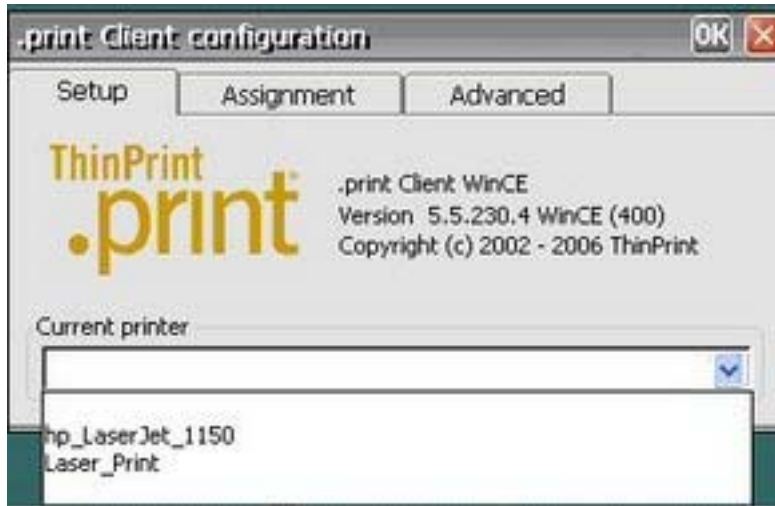 .print Client configuration OK
Setup Assignment Advanced
ThinPrint
.print
.print Client WinCE
Version 5.5.230.4 WinCE (400)
Copyright (c) 2002 - 2006 ThinPrint
Current printer
hp_LaserJet_1150
Laser_Print